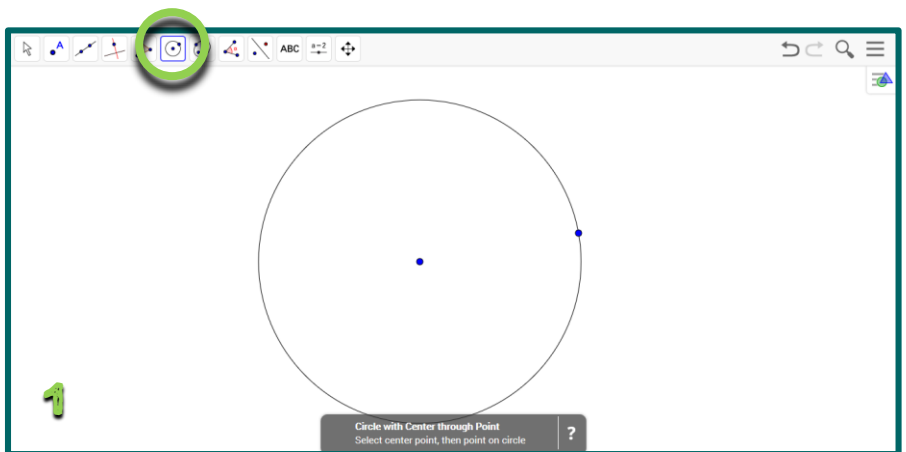 A
ABC
a=2
1
Circle with Center through Point
Select center point, then point on circle
?